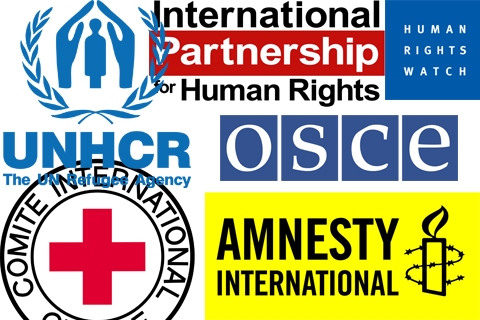 International
Partnership
for Human Rights
HUMAN
RIGHTS
WATCH
UNHCR
The UN Refugee Agency
osce
COMITE INTERNATIONAL
AMNESTY
INTERNATIONAL